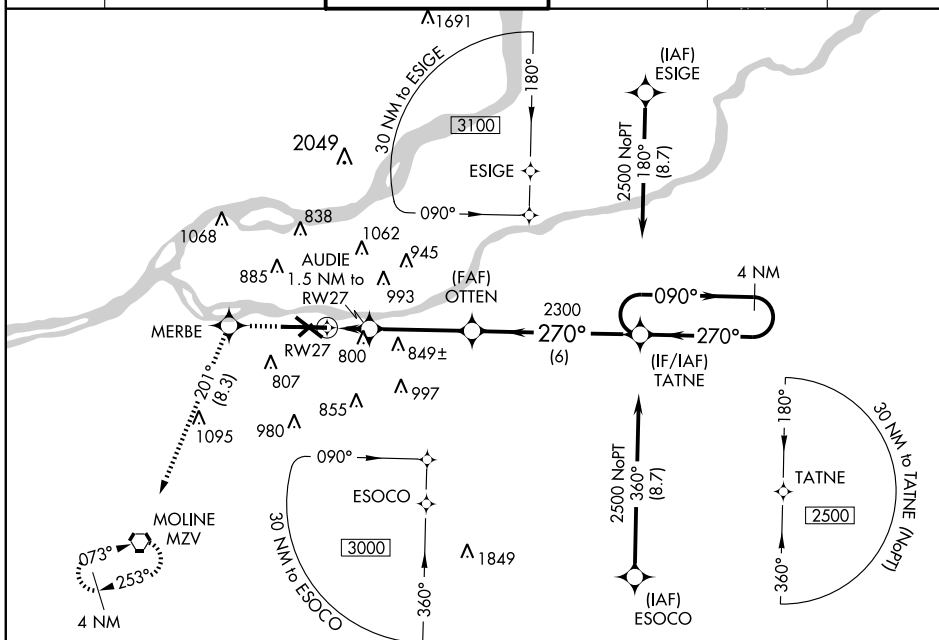 1691
(IAF)
ESIGE
30 NM to ESIGE
180°
3100
2049
ESIGE
2500 NoPT
180°
(8.7)
090°
1068
838
1062
945
AUDIE
1.5 NM to
RW27
885
993
(FAF)
OTTEN
4 NM
090°
2300
270°
(6)
270°
MERBE
RW27
800
849±
(IF/IAF)
TATNE
807
201°
(8.3)
997
855
1095
980
180°
30 NM to TATNE (NoPT)
TATNE
2500
360°
090°
ESOCO
3000
30 NM to ESOCO
360°
1849
2500 NoPT
360°
(8.7)
(IAF)
ESOCO
MOLINE
MZV
073°
253°
4 NM